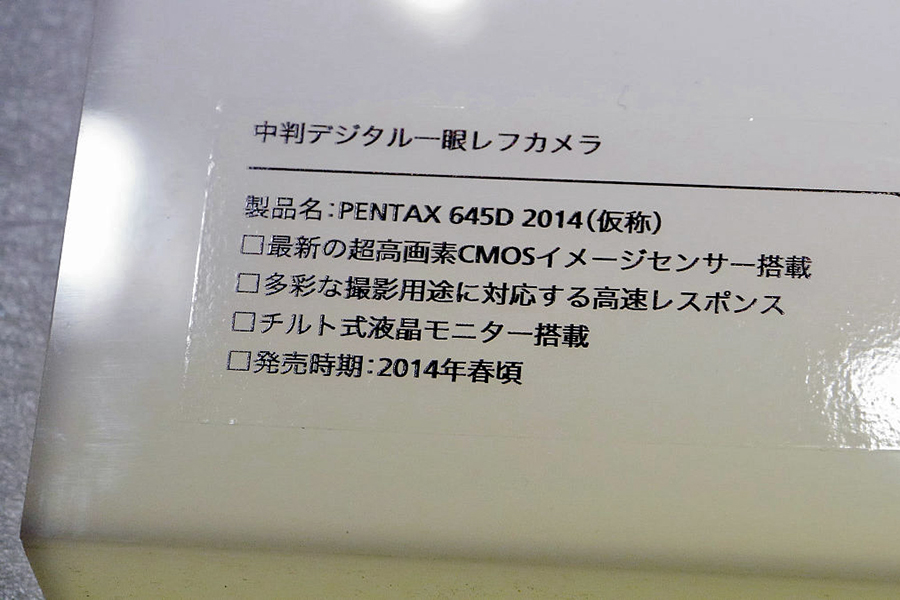 中判デジタル一眼レフカメラ
製品名：PENTAX 645D 2014（仮称）
□最新の超高画素CMOSイメージセンサー搭載
□多彩な撮影用途に対応する高速レスポンス
□チルト式液晶モニター搭載
□発売時期：2014年春頃